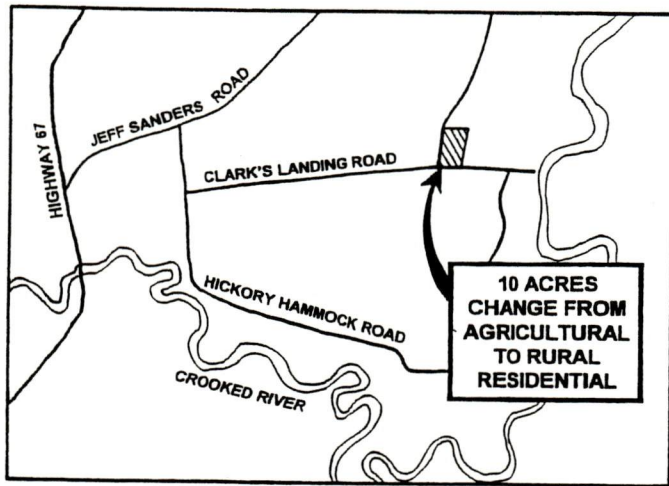 HIGHWAY 67
JEFF SANDERS ROAD
CLARK'S LANDING ROAD
HICKORY HAMMOCK ROAD
CROOKED RIVER
10 ACRES
CHANGE FROM
AGRICULTURAL
TO RURAL
RESIDENTIAL